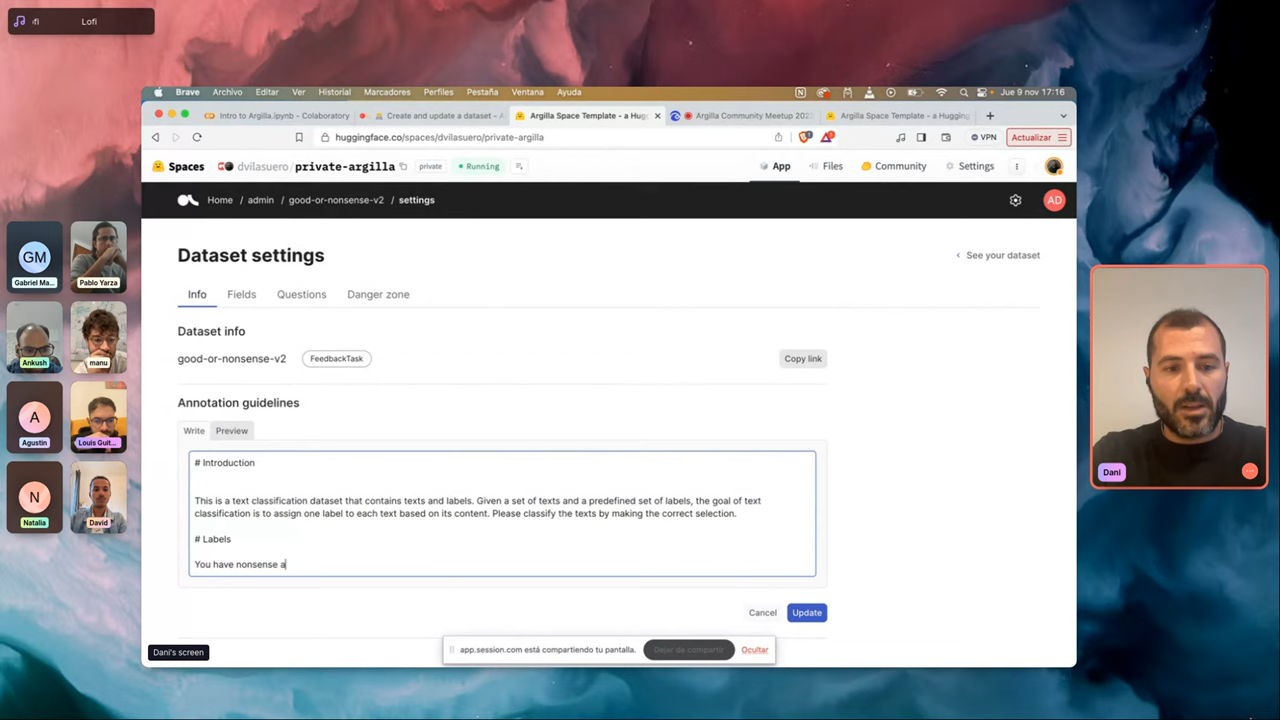 fi Lofi
Brave Archivo Editar Ver Historial Marcadores Perfiles Pestaña Ventana Ayuda Jue 9 nov 17:16
Intro to Argilla.ipynb - Colaboratory
Create and update a dataset - A
Argilla Space Template - a Hugg
Argilla Community Meetup 202
Argilla Space Template - a Hugging
huggingface.co/spaces/dvilasuero/private-argilla
VPN
Actualizar
Spaces dvilasuero/private-argilla private Running App Files Community Settings
Home / admin / good-or-nonsense-v2 / settings AD
Dataset settings
See your dataset
Info Fields Questions Danger zone
Dataset info
good-or-nonsense-v2 FeedbackTask Copy link
Annotation guidelines
Write Preview
# Introduction
This is a text classification dataset that contains texts and labels. Given a set of texts and a predefined set of labels, the goal of text
classification is to assign one label to each text based on its content. Please classify the texts by making the correct selection.
# Labels
You have nonsense a
Cancel Update
app.session.com está compartiendo tu pantalla. Dejar de compartir Ocultar
Dani's screen
GM
Gabriel Ma...
Pablo Yarza
Ankush
manu
A
Agustin
Louis Guit...
N
Natalia
David
Dani